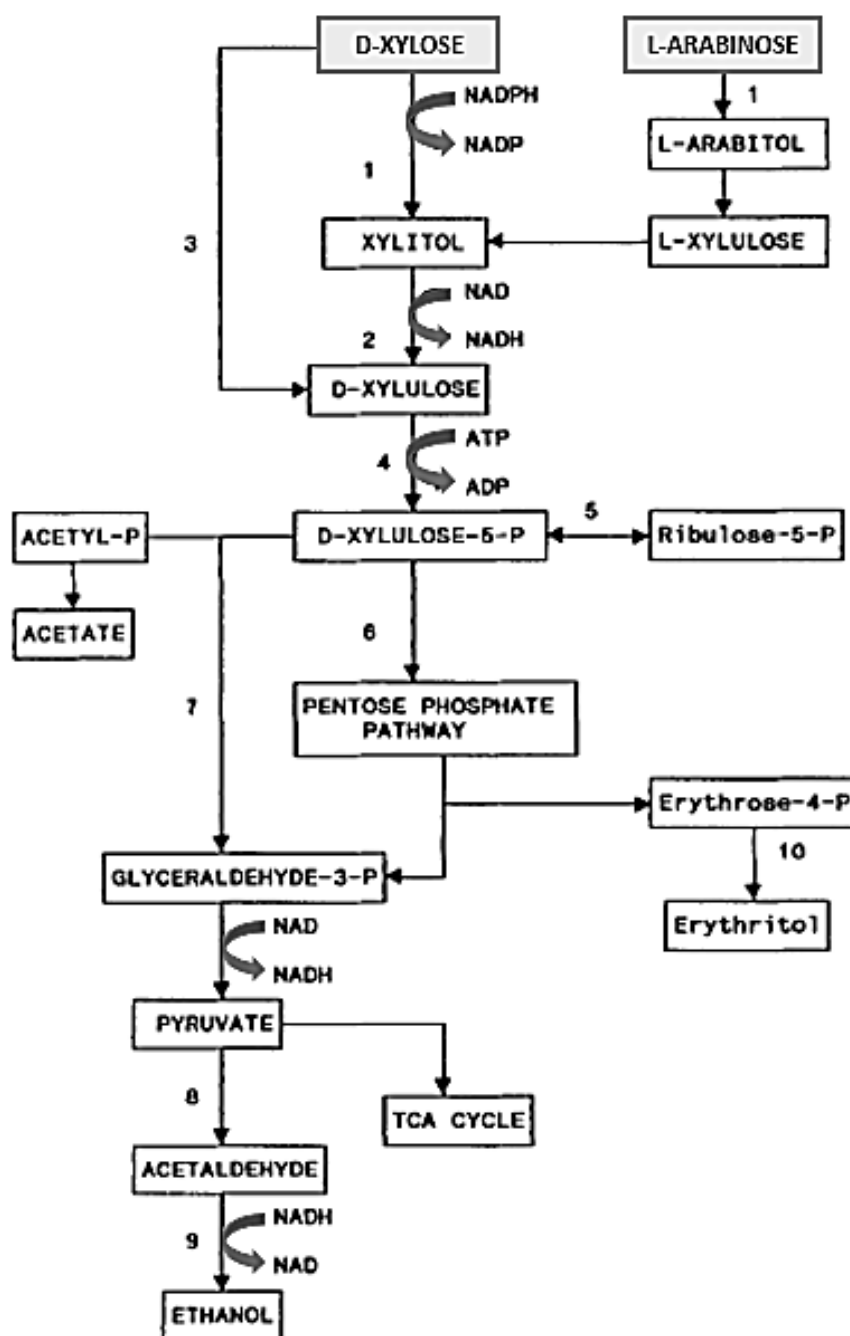 D-XYLOSE
L-ARABINOSE
NADPH
1
NADP
L-ARABITOL
1
3
XYLITOL
L-XYLULOSE
NAD
2
NADH
D-XYLULOSE
ATP
4
ADP
ACETYL-P
D-XYLULOSE-5-P
5
Ribulose-5-P
ACETATE
6
7
PENTOSE PHOSPHATE
PATHWAY
Erythrose-4-P
10
GLYCERALDEHYDE-3-P
Erythritol
NAD
NADH
PYRUVATE
8
TCA CYCLE
ACETALDEHYDE
NADH
9
NAD
ETHANOL